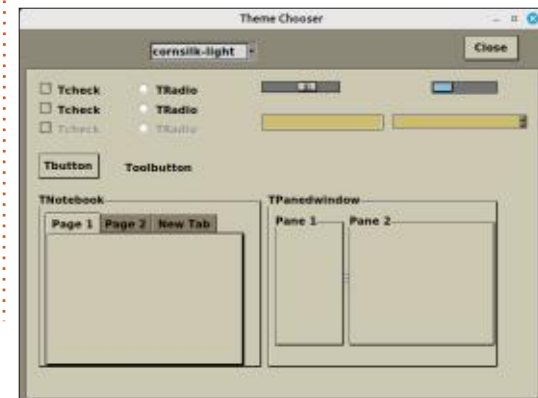 Theme Chooser
cornsilk-light
Close
Tcheck TRadio
Tcheck TRadio
Tcheck TRadio
Tbutton Toolbutton
TNotebook TPanedwindow
Page 1 Page 2 New Tab Pane 1 Pane 2